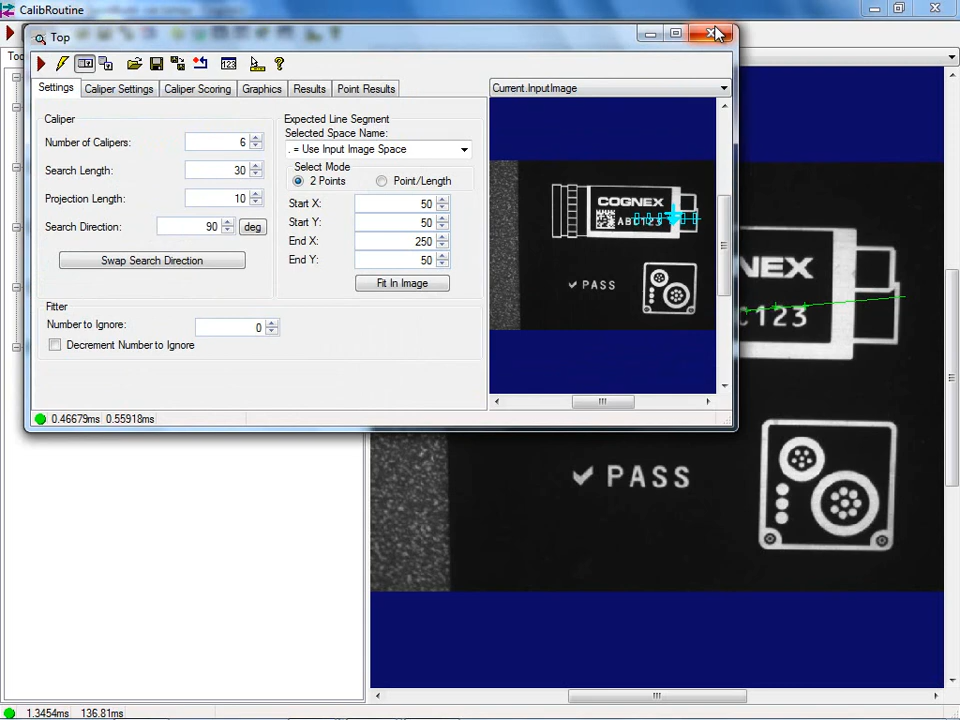 CalibRoutine
Top
Settings
Caliper Settings
Caliper Scoring
Graphics
Results
Point Results
Caliper
Number of Calipers: 6
Search Length: 30
Projection Length: 10
Search Direction: 90 deg
Swap Search Direction
Expected Line Segment
Selected Space Name:
. = Use Input Image Space
Select Mode
2 Points
Point/Length
Start X: 50
Start Y: 50
End X: 250
End Y: 50
Fit In Image
Fitter
Number to Ignore: 0
Decrement Number to Ignore
0.46679ms 0.55918ms
Current.InputImage
COGNEX
ABC123
PASS
NEX
C123
PASS
1.3454ms 136.81ms